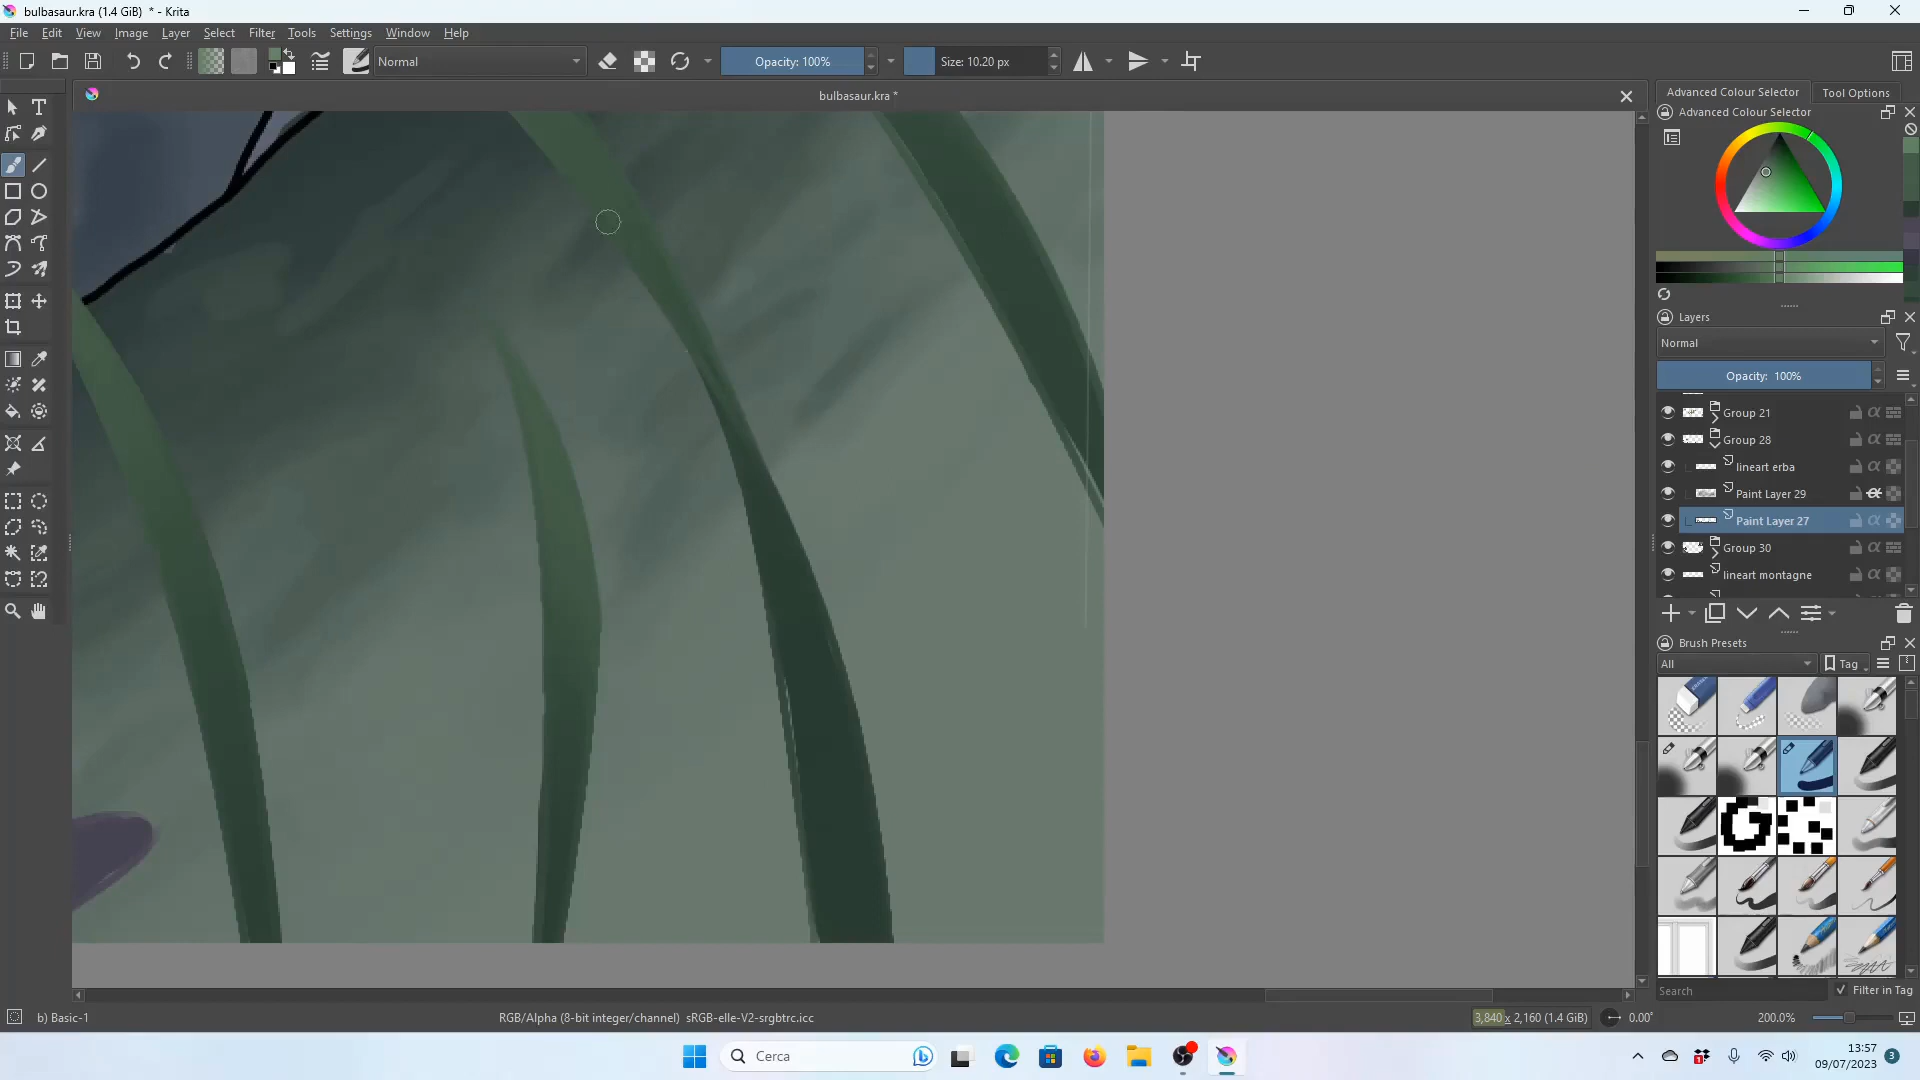 bulbasaur.kra (1.4 GiB) * - Krita
File Edit View Image Layer Select Filter Tools Settings Window Help
Normal
Opacity: 100%
Size: 10.20 px
bulbasaur.kra *
Advanced Colour Selector
Tool Options
Advanced Colour Selector
Layers
Normal
Opacity: 100%
Group 21
Group 28
lineart erba
Paint Layer 29
Paint Layer 27
Group 30
lineart montagne
Brush Presets
All
Tag
Search
Filter in Tag
b) Basic-1
RGB/Alpha (8-bit integer/channel) sRGB-elle-V2-srgbtrc.icc
3,840 x 2,160 (1.4 GiB)
0.00°
200.0%
Cerca
1
13:57
09/07/2023
3